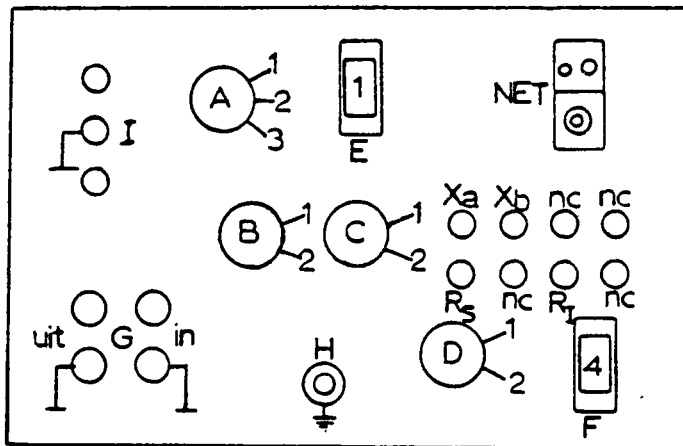 1
A 2 1
3
E
NET
I
Xa Xb nc nc
B 1 2 C 1 2
RS nc RI nc
uit G in
H
D 1 2
4
F